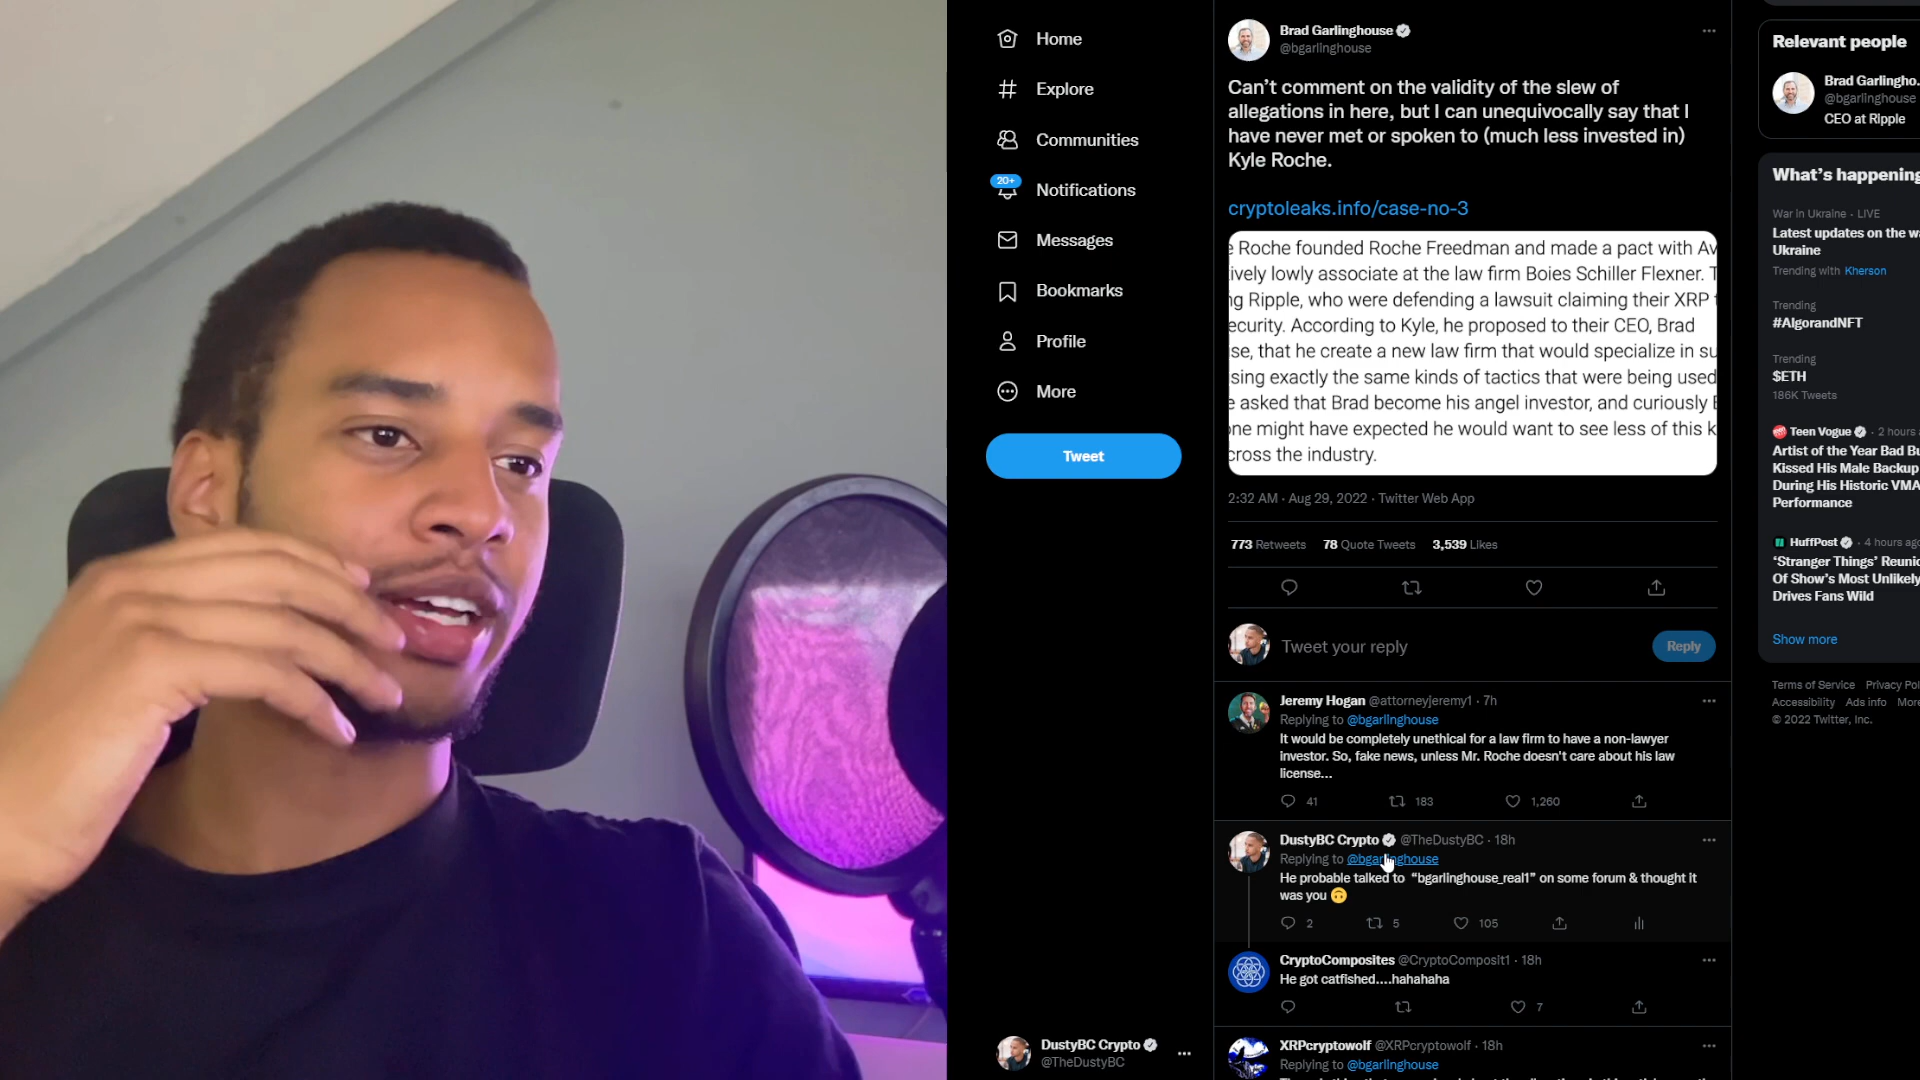 Home
Explore
Communities
20+
Notifications
Messages
Bookmarks
Profile
More
Tweet
DustyBC Crypto
@TheDustyBC
Brad Garlinghouse
@bgarlinghouse
Can't comment on the validity of the slew of
allegations in here, but I can unequivocally say that I
have never met or spoken to (much less invested in)
Kyle Roche.
cryptoleaks.info/case-no-3
e Roche founded Roche Freedman and made a pact with Av
ively lowly associate at the law firm Boies Schiller Flexner. T
ng Ripple, who were defending a lawsuit claiming their XRP t
ecurity. According to Kyle, he proposed to their CEO, Brad
se, that he create a new law firm that would specialize in su
sing exactly the same kinds of tactics that were being used
e asked that Brad become his angel investor, and curiously B
one might have expected he would want to see less of this k
cross the industry.
2:32 AM · Aug 29, 2022 · Twitter Web App
773 Retweets 78 Quote Tweets 3,539 Likes
Tweet your reply
Reply
Jeremy Hogan @attorneyjeremy1 · 7h
Replying to @bgarlinghouse
It would be completely unethical for a law firm to have a non-lawyer
investor. So, fake news, unless Mr. Roche doesn't care about his law
license...
41 183 1,260
DustyBC Crypto @TheDustyBC · 18h
Replying to @bgarlinghouse
He probable talked to "bgarlinghouse_real1" on some forum & thought it
was you
2 5 105
CryptoComposites @CryptoComposit1 · 18h
He got catfished....hahahaha
7
XRPcryptowolf @XRPcryptowolf · 18h
Replying to @bgarlinghouse
Relevant people
Brad Garlingho.
@bgarlinghouse
CEO at Ripple
What's happening
War in Ukraine · LIVE
Latest updates on the wa
Ukraine
Trending with Kherson
Trending
#AlgorandNFT
Trending
$ETH
186K Tweets
Teen Vogue · 2 hours a
Artist of the Year Bad Bu
Kissed His Male Backup
During His Historic VMA
Performance
HuffPost · 4 hours ago
'Stranger Things' Reunio
Of Show's Most Unlikely
Drives Fans Wild
Show more
Terms of Service Privacy Pol
Accessibility Ads info More
© 2022 Twitter, Inc.